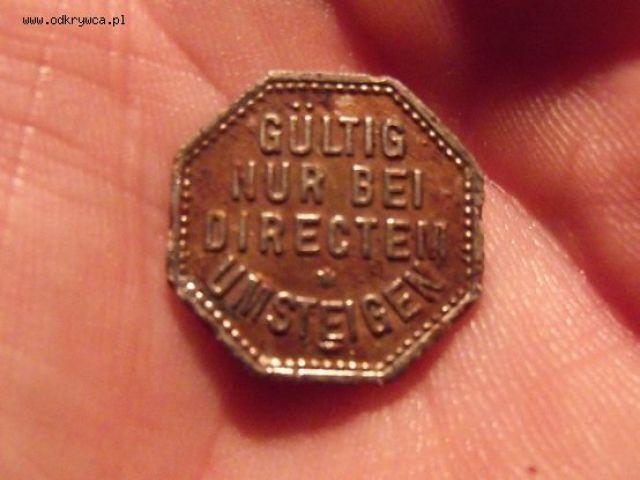 www.odkrywca.pl
GÜLTIG
NUR BEI
DIRECTEM
UMSTEIGEN